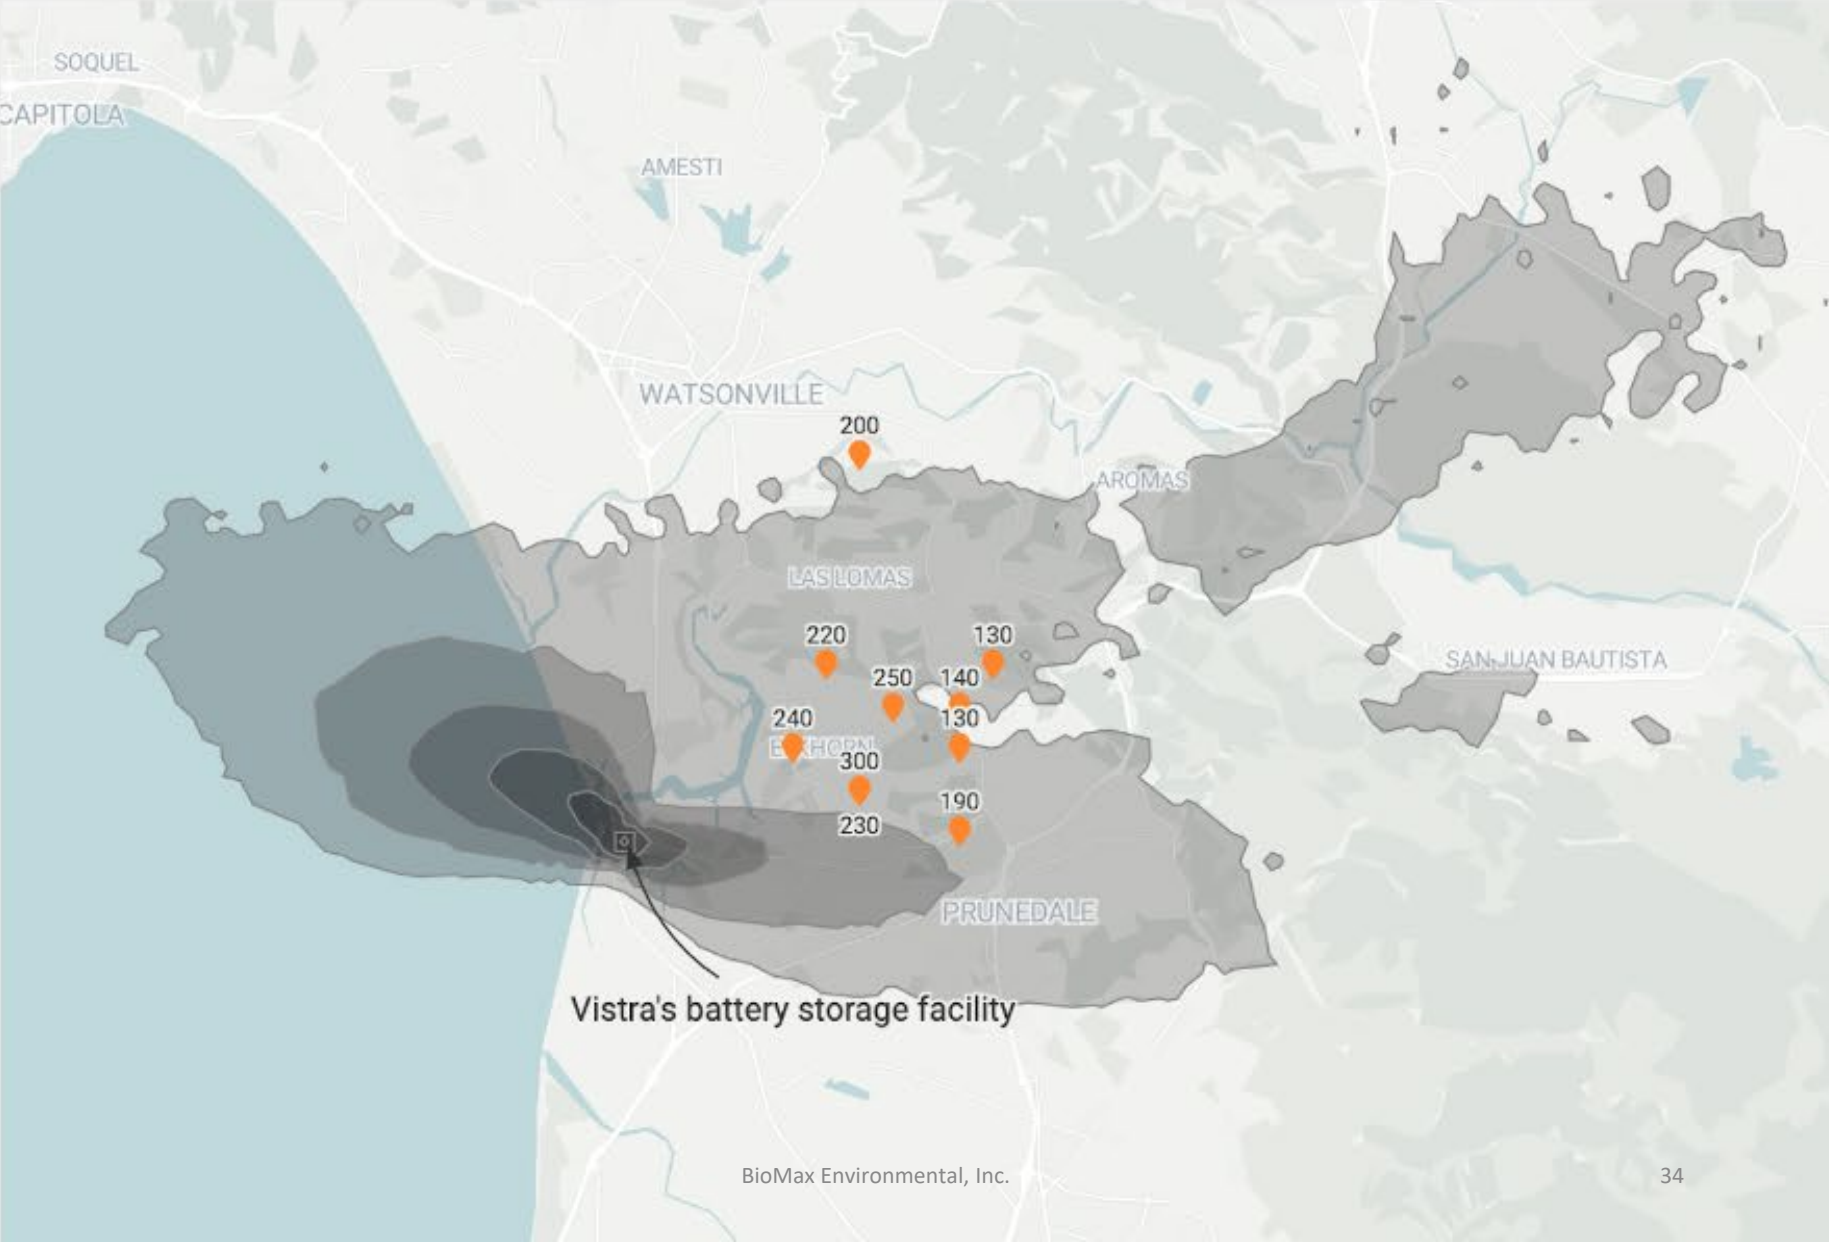 SOQUEL
CAPITOLA
AMESTI
WATSONVILLE
200
AROMAS
LAS LOMAS
220
130
SAN JUAN BAUTISTA
250
140
240
130
ELKHORN
300
190
230
PRUNEDALE
Vistra's battery storage facility
BioMax Environmental, Inc.
34